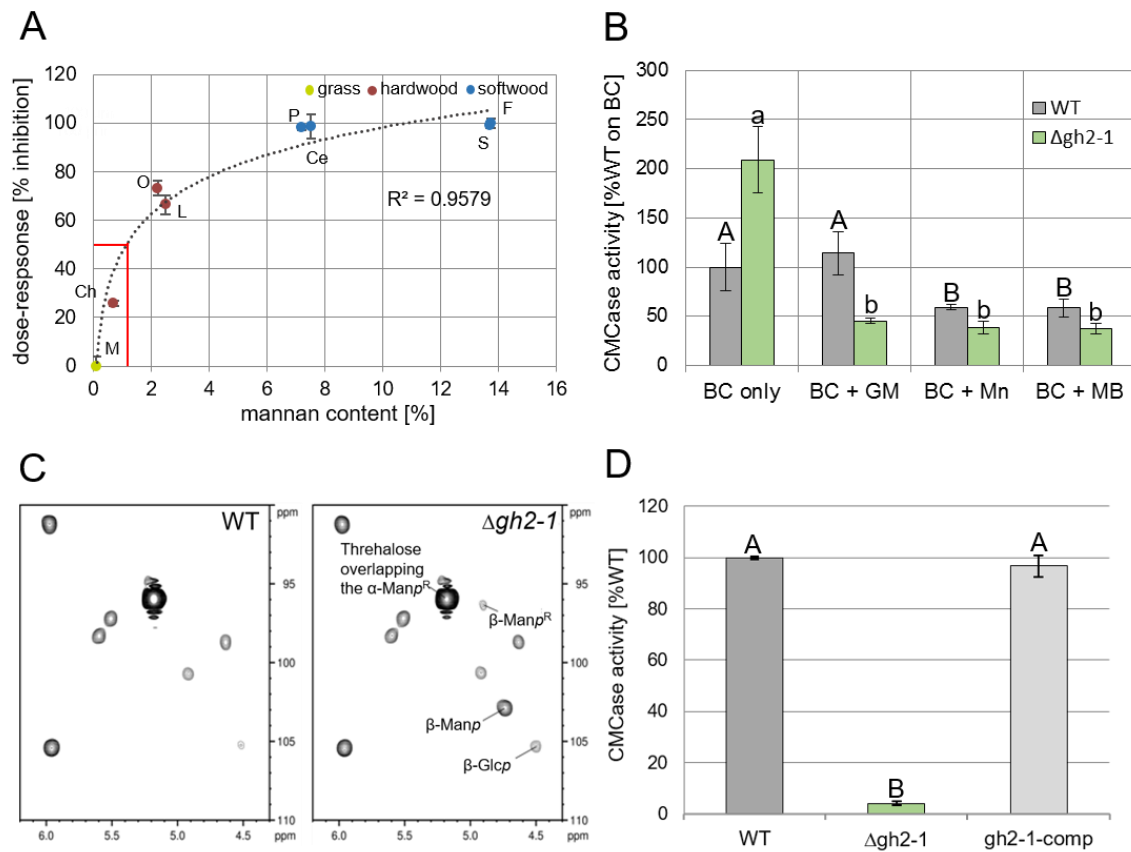 A
dose-respsonse [% inhibition]
120
100
80
60
40
20
0
grass hardwood softwood
P
F
Ce
S
O
L
R² = 0.9579
Ch
M
0 2 4 6 8 10 12 14 16
mannan content [%]
B
CMCase activity [%WT on BC]
300
250
200
150
100
50
0
WT
Δgh2-1
A a A b B b B b
BC only BC + GM BC + Mn BC + MB
C
WT
ppm
95
100
105
110
6.0 5.5 5.0 4.5 ppm
Δgh2-1
Threhalose
overlapping
the α-ManpR
β-ManpR
β-Manp
β-Glcp
ppm
95
100
105
110
6.0 5.5 5.0 4.5 ppm
D
CMCase activity [%WT]
120
100
80
60
40
20
0
A B A
WT Δgh2-1 gh2-1-comp